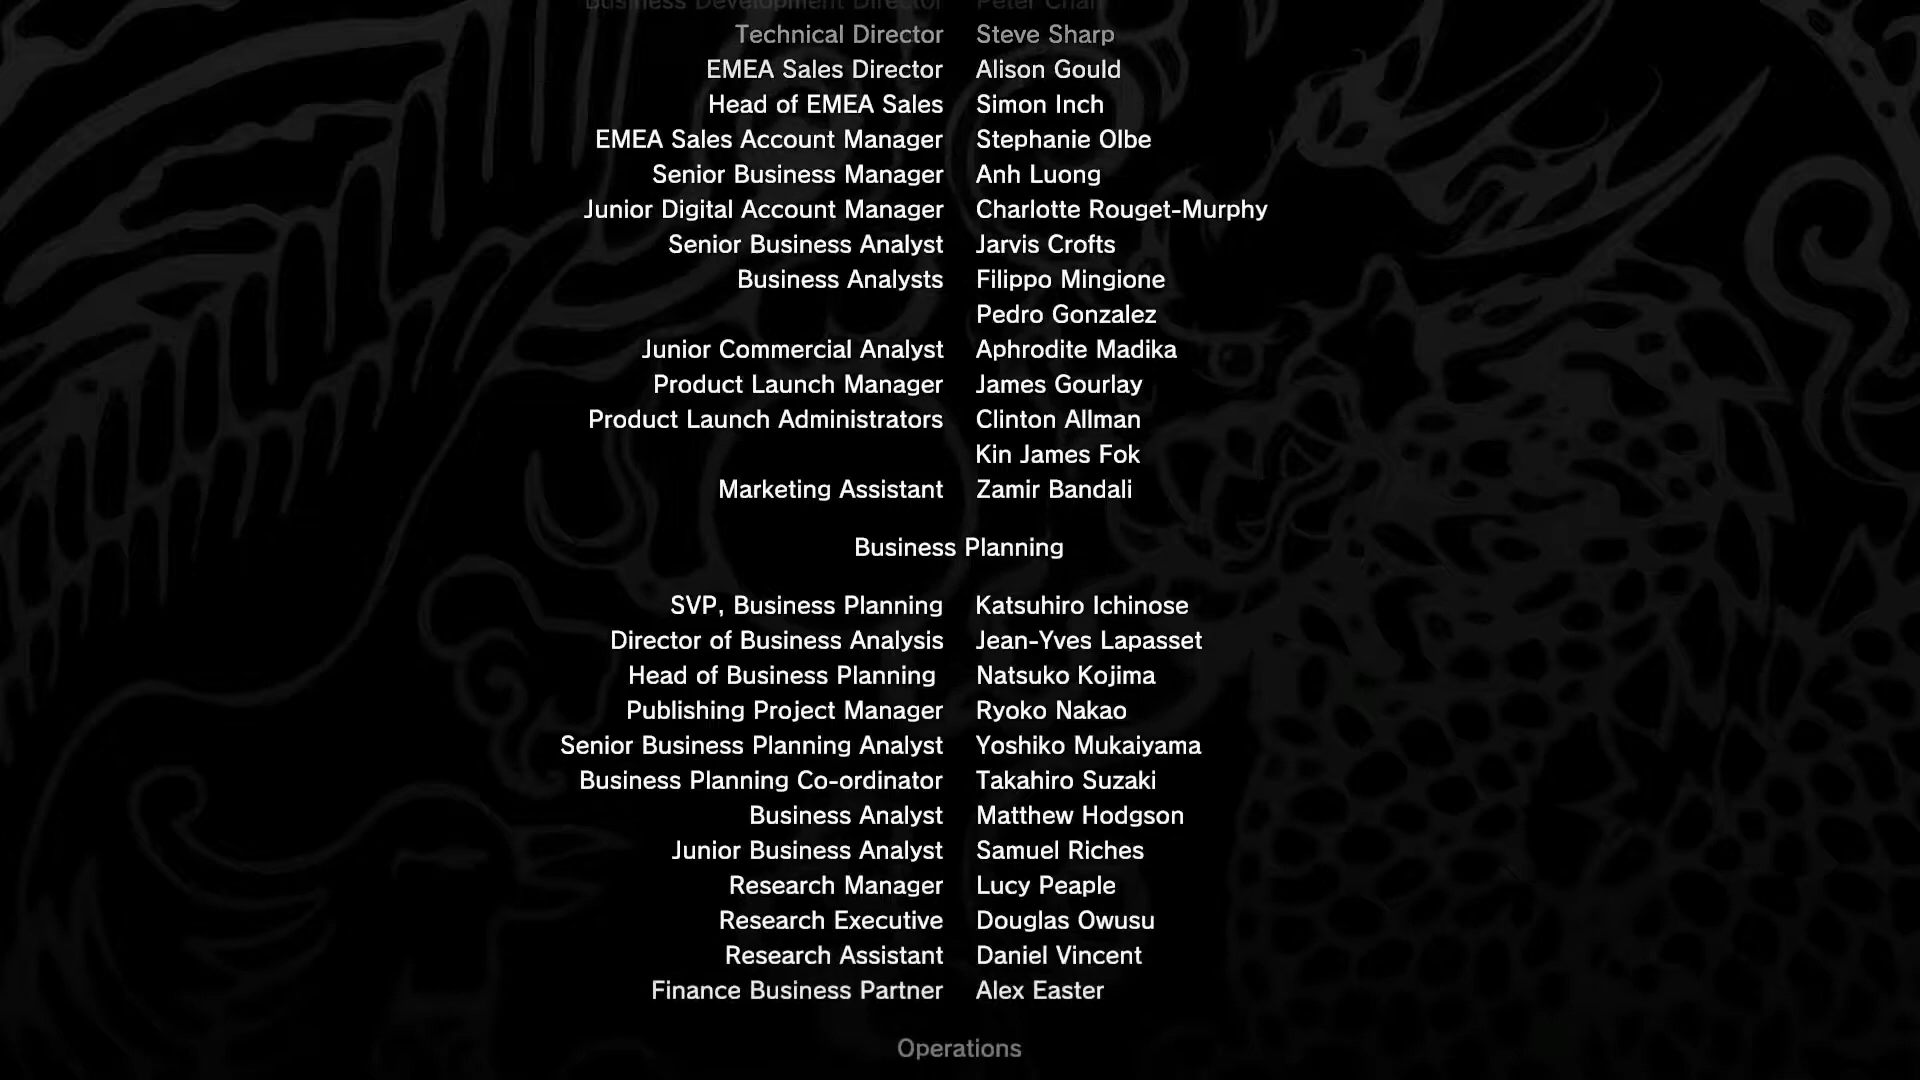 Business Development Director Peter Chan
Technical Director Steve Sharp
EMEA Sales Director Alison Gould
Head of EMEA Sales Simon Inch
EMEA Sales Account Manager Stephanie Olbe
Senior Business Manager Anh Luong
Junior Digital Account Manager Charlotte Rouget-Murphy
Senior Business Analyst Jarvis Crofts
Business Analysts Filippo Mingione
Pedro Gonzalez
Junior Commercial Analyst Aphrodite Madika
Product Launch Manager James Gourlay
Product Launch Administrators Clinton Allman
Kin James Fok
Marketing Assistant Zamir Bandali
Business Planning
SVP, Business Planning Katsuhiro Ichinose
Director of Business Analysis Jean-Yves Lapasset
Head of Business Planning Natsuko Kojima
Publishing Project Manager Ryoko Nakao
Senior Business Planning Analyst Yoshiko Mukaiyama
Business Planning Co-ordinator Takahiro Suzaki
Business Analyst Matthew Hodgson
Junior Business Analyst Samuel Riches
Research Manager Lucy Peaple
Research Executive Douglas Owusu
Research Assistant Daniel Vincent
Finance Business Partner Alex Easter
Operations